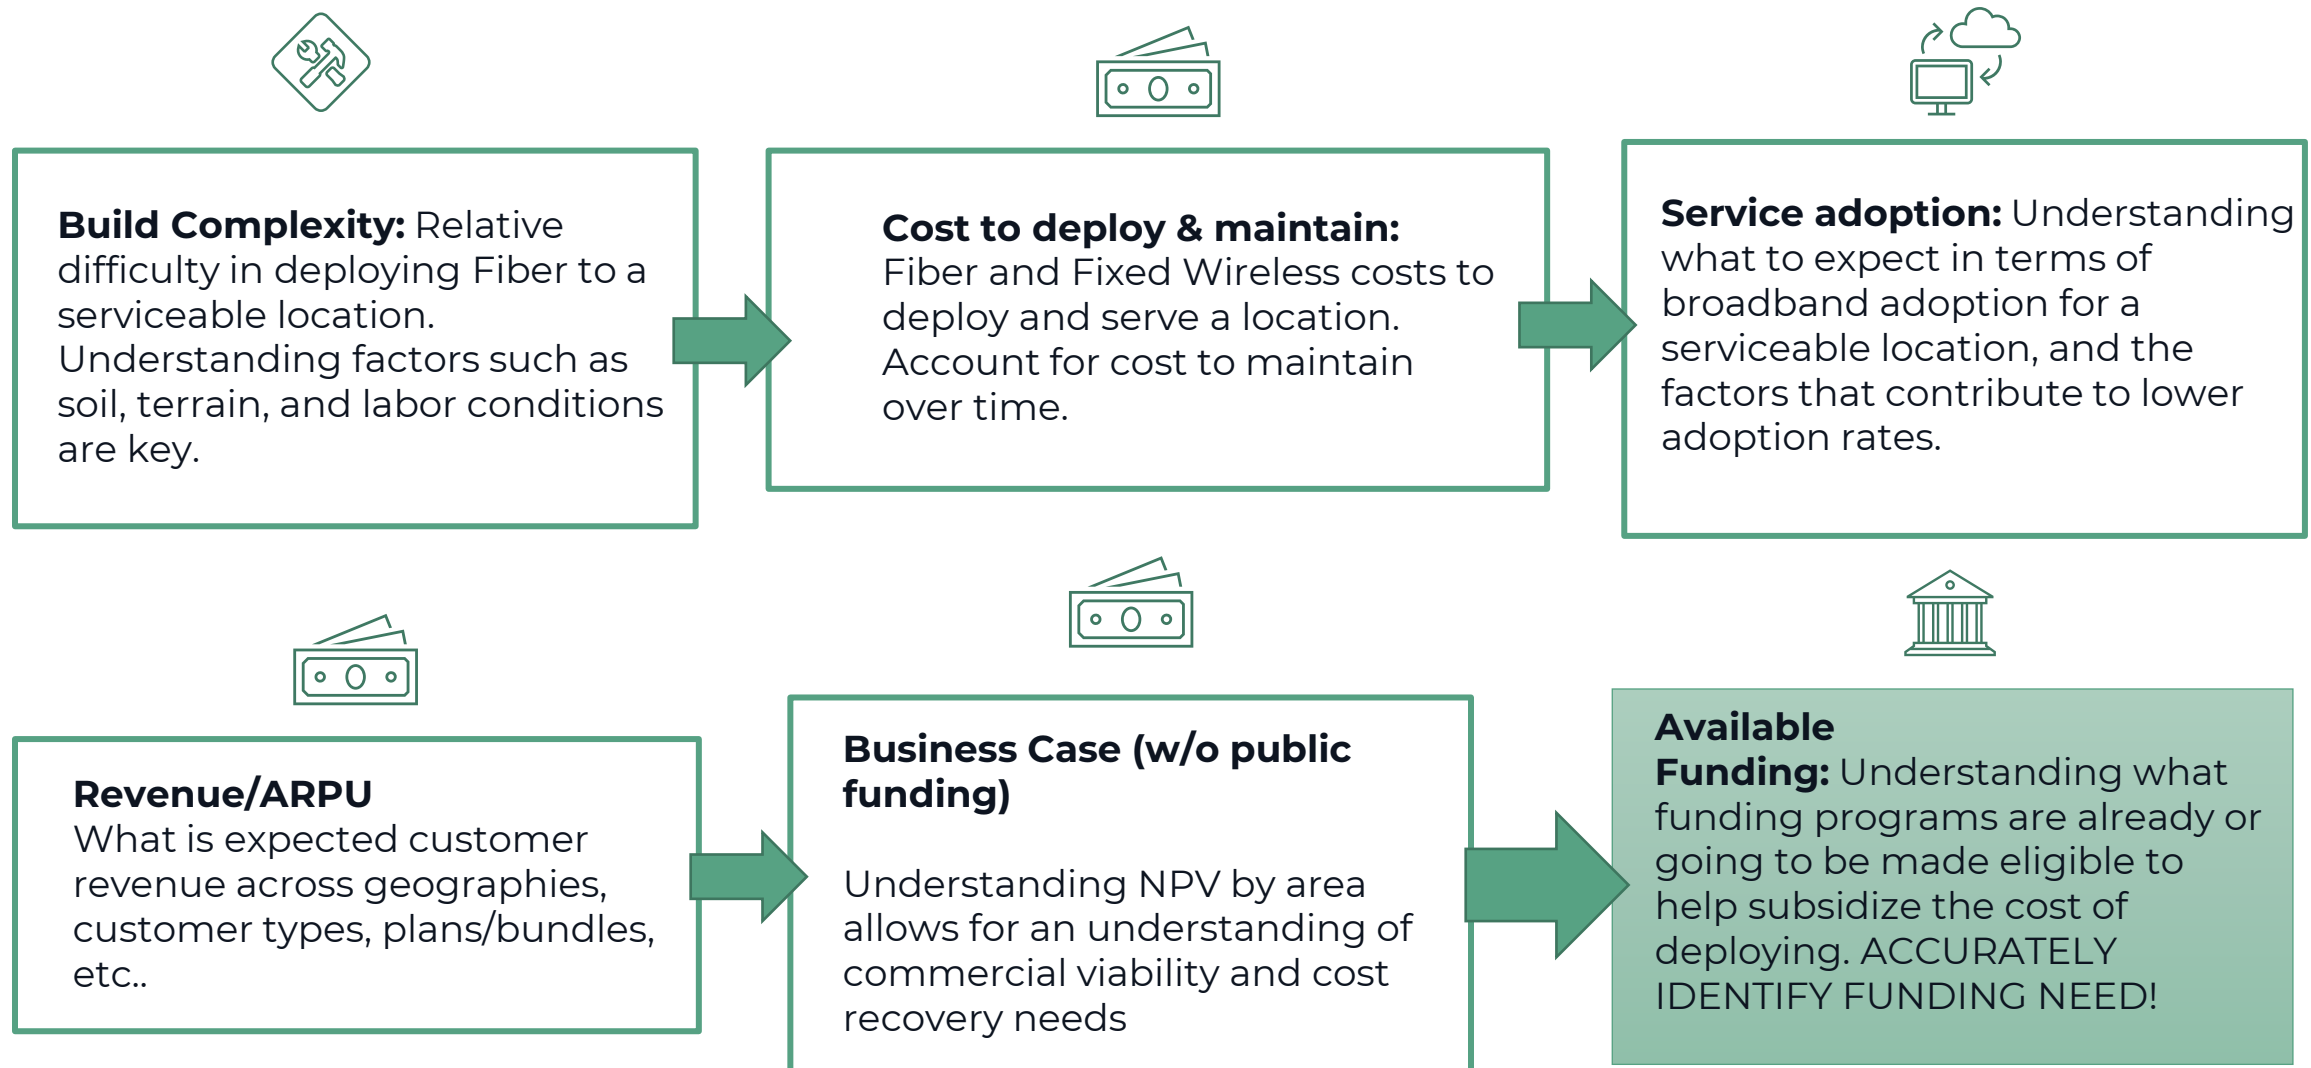 Build Complexity: Relative
difficulty in deploying Fiber to a
serviceable location.
Understanding factors such as
soil, terrain, and labor conditions
are key.
Cost to deploy & maintain:
Fiber and Fixed Wireless costs to
deploy and serve a location.
Account for cost to maintain
over time.
Service adoption: Understanding
what to expect in terms of
broadband adoption for a
serviceable location, and the
factors that contribute to lower
adoption rates.
Revenue/ARPU
What is expected customer
revenue across geographies,
customer types, plans/bundles,
etc..
Business Case (w/o public
funding)
Understanding NPV by area
allows for an understanding of
commercial viability and cost
recovery needs
Available
Funding: Understanding what
funding programs are already or
going to be made eligible to
help subsidize the cost of
deploying. ACCURATELY
IDENTIFY FUNDING NEED!